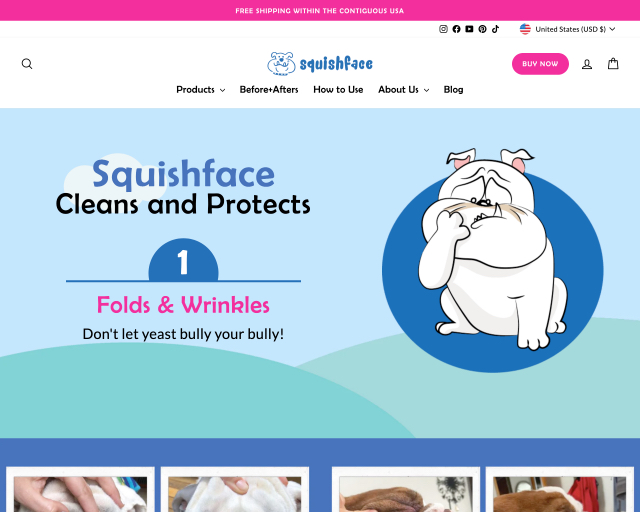 FREE SHIPPING WITHIN THE CONTIGUOUS USA
United States (USD $)
squishface
BUY NOW
Products
Before+Afters
How to Use
About Us
Blog
Squishface
Cleans and Protects
1
Folds & Wrinkles
Don't let yeast bully your bully!